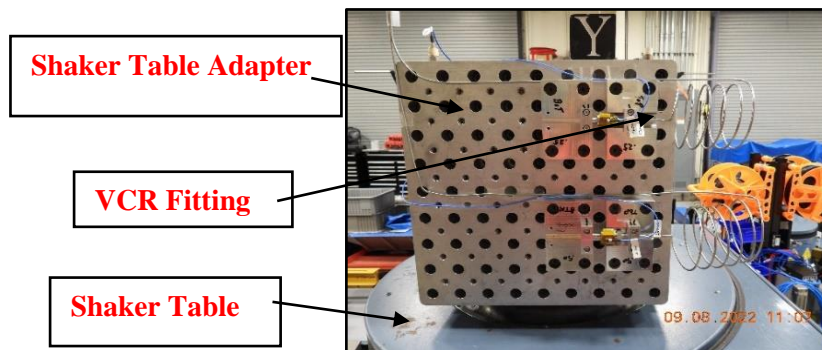 Y
Shaker Table Adapter
VCR Fitting
Shaker Table
09.08.2022 11:07